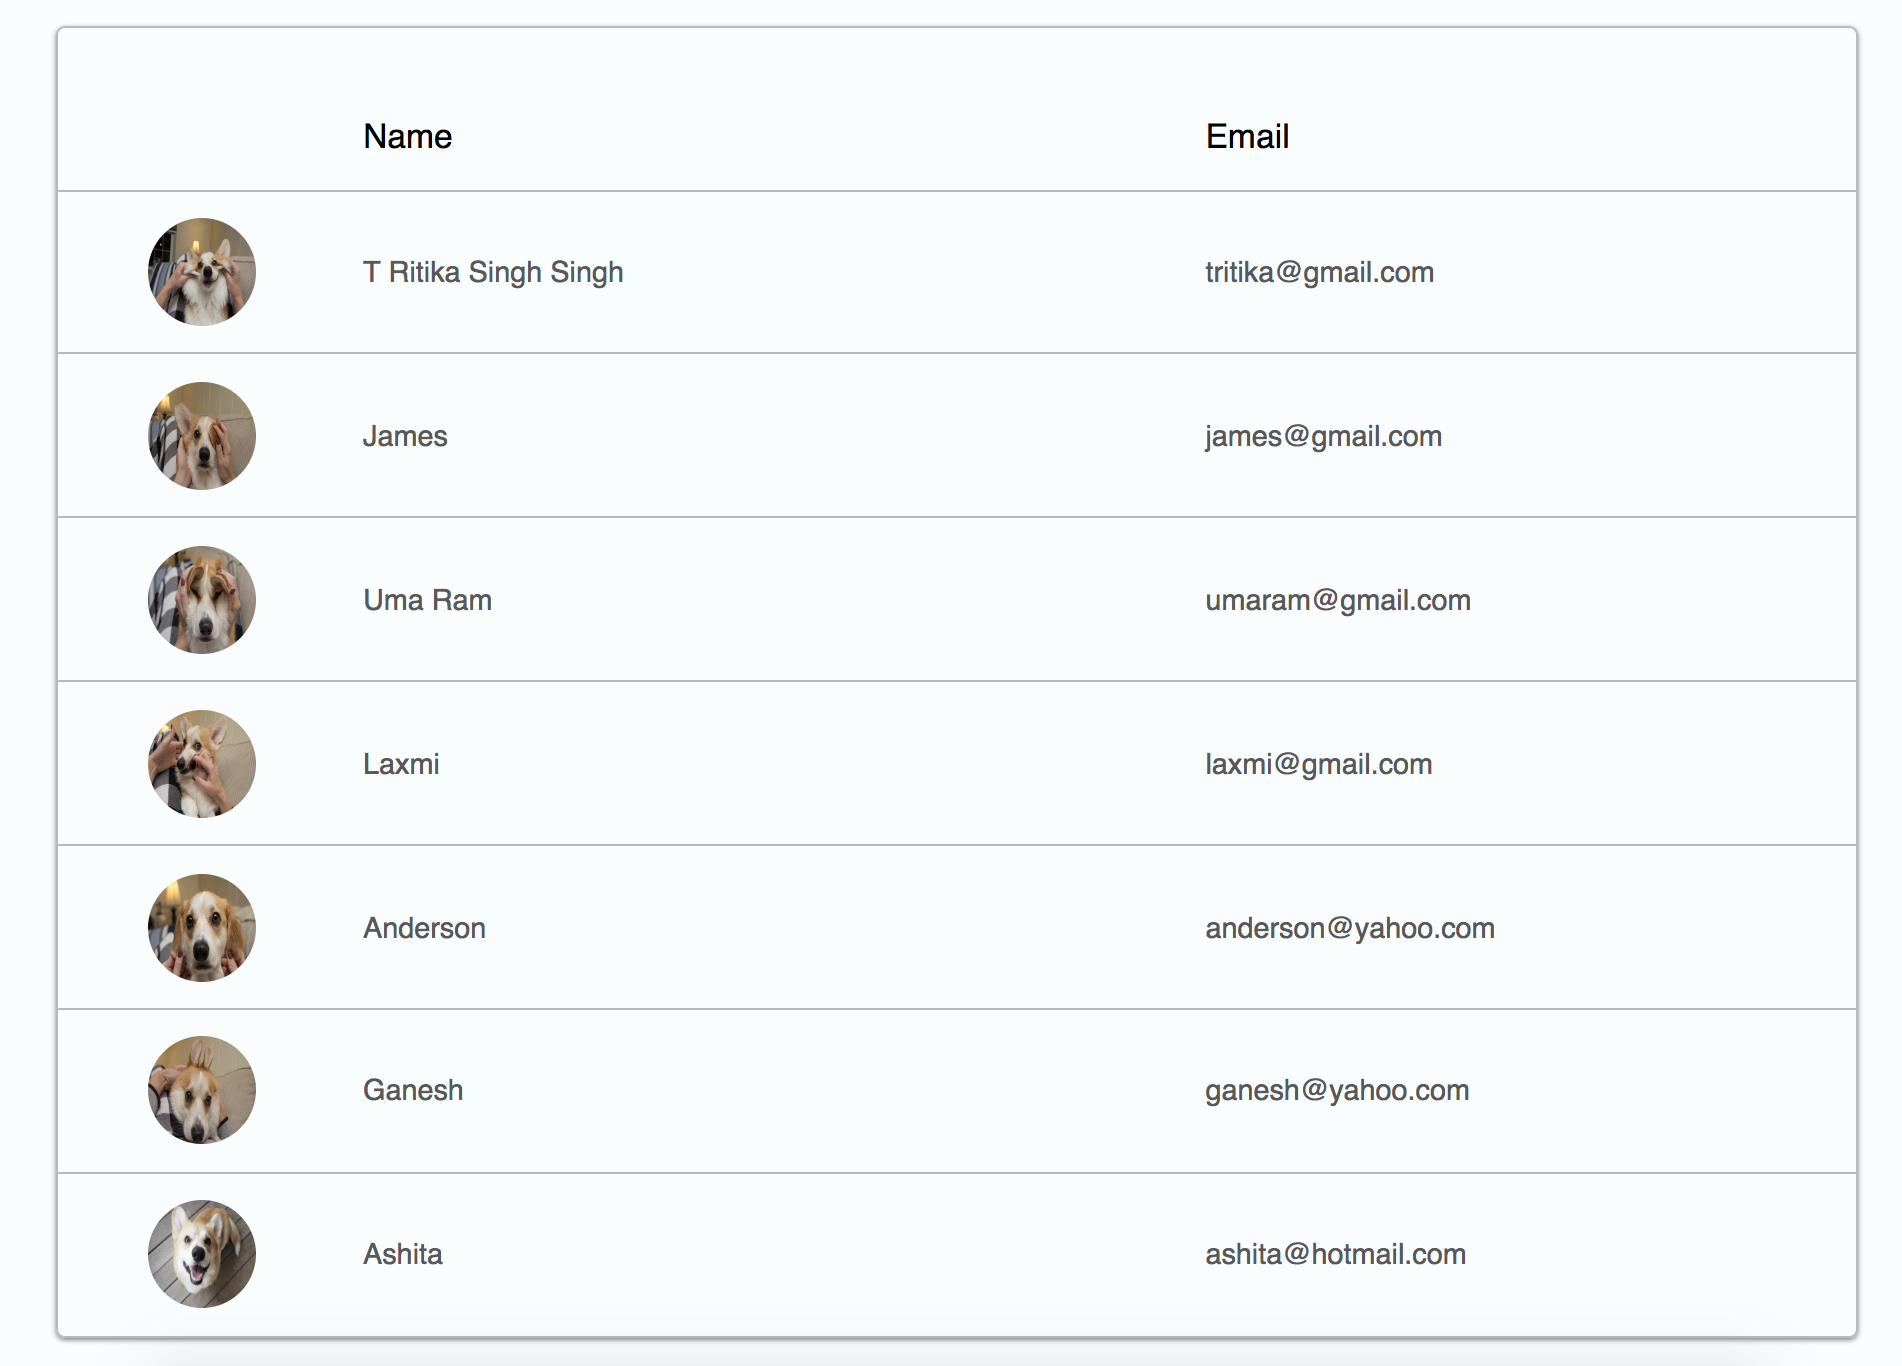 Name Email
T Ritika Singh Singh tritika@gmail.com
James james@gmail.com
Uma Ram umaram@gmail.com
Laxmi laxmi@gmail.com
Anderson anderson@yahoo.com
Ganesh ganesh@yahoo.com
Ashita ashita@hotmail.com